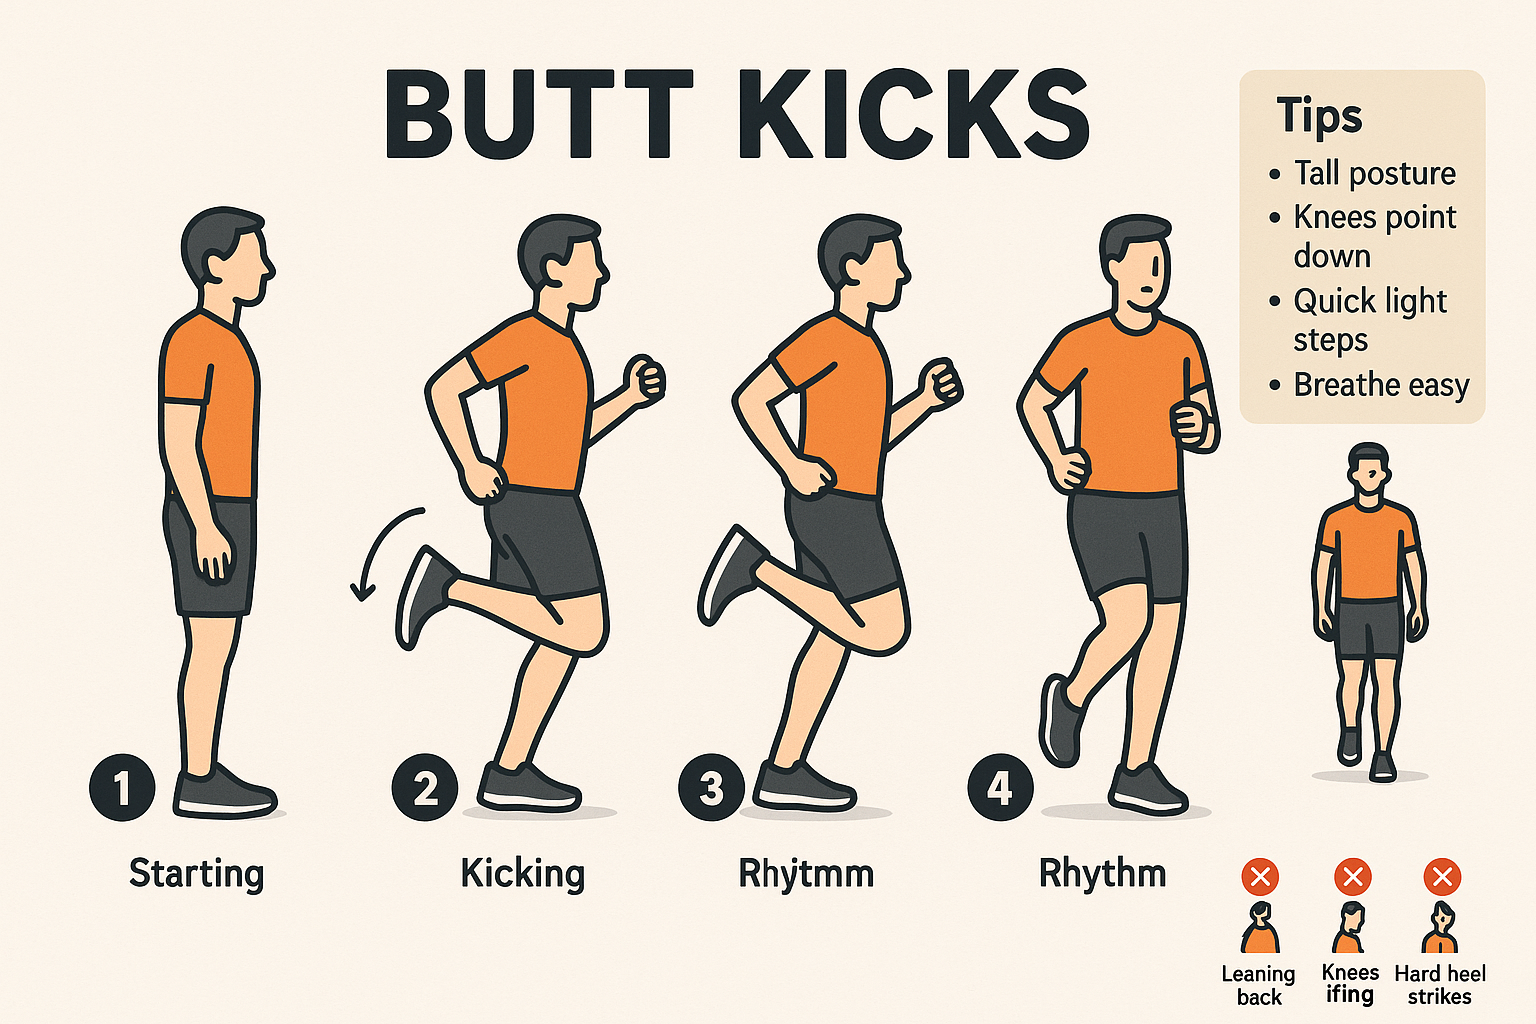 BUTT KICKS
Tips
• Tall posture
• Knees point
down
• Quick light
steps
• Breathe easy
1
2
3
4
Starting
Kicking
Rhýtmm
Rhythm
Leaning
back
Knees
ifing
Hard heel
strikes